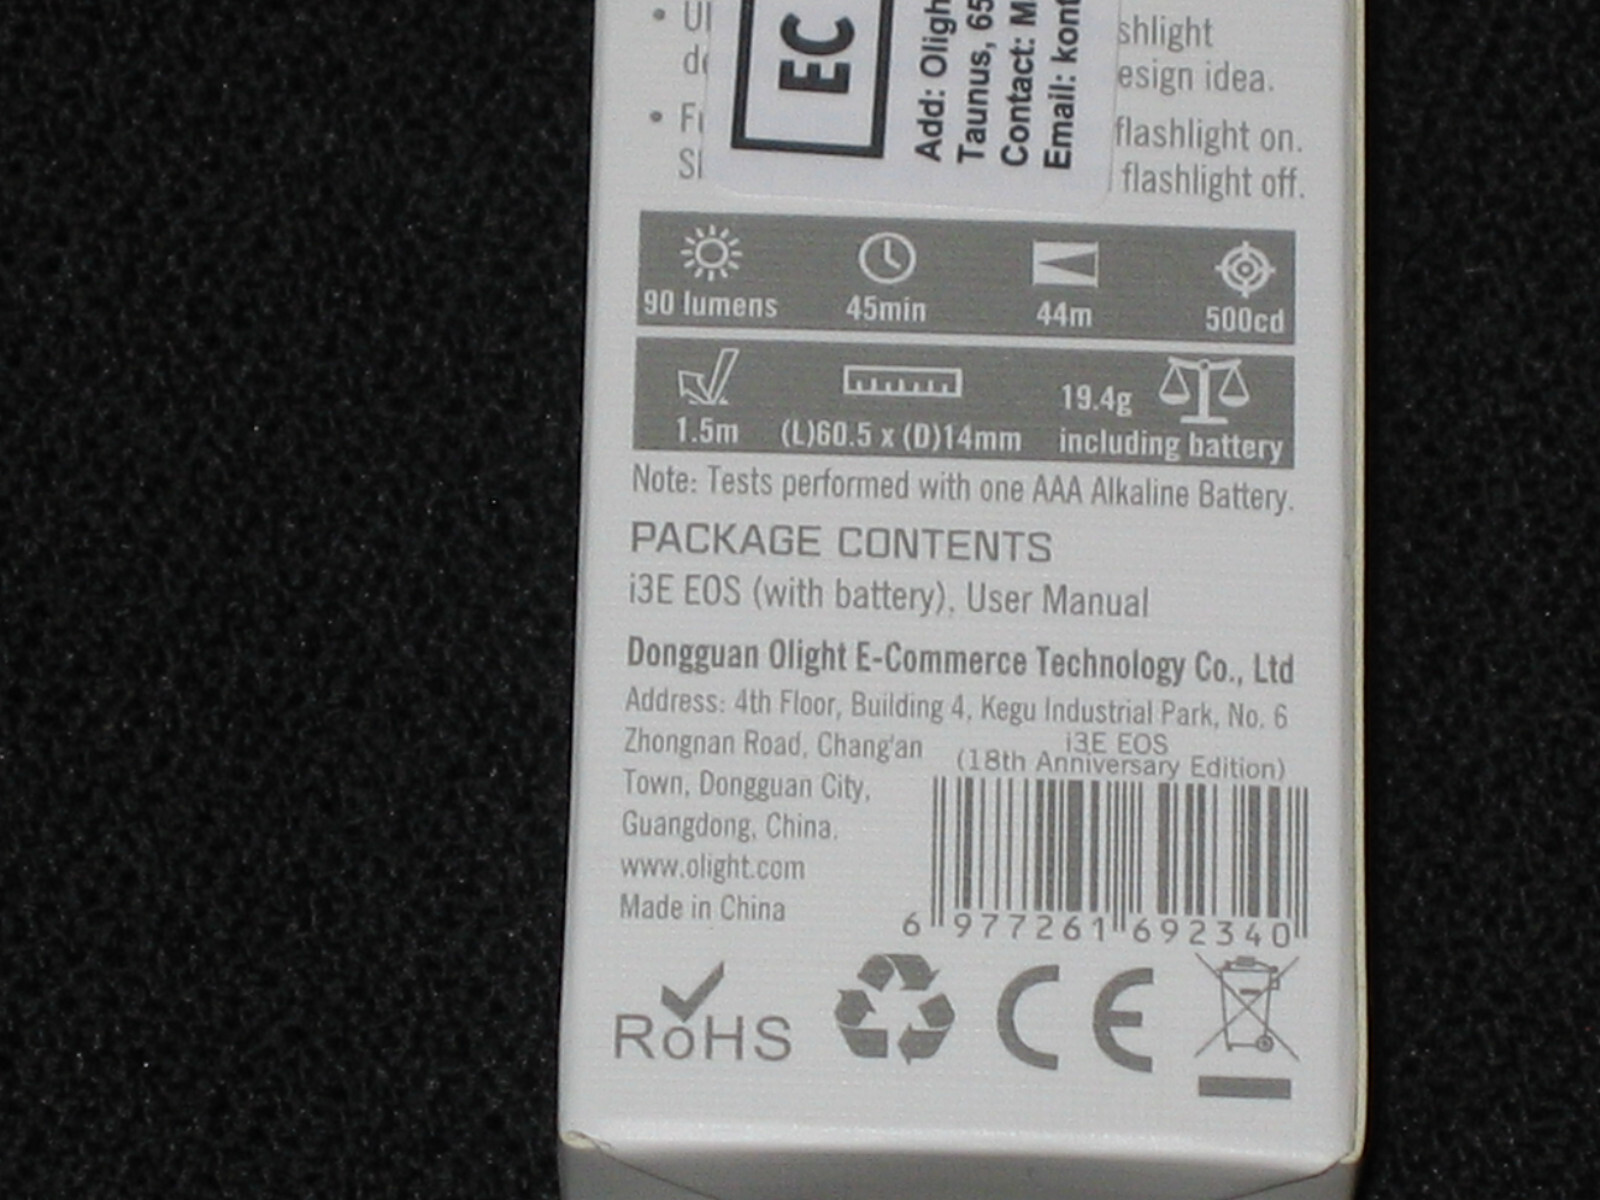 shlight
esign idea.
flashlight on.
flashlight off.
EC
Add: Oligh
Taunus, 65
Contact: M
Email: kont
90 lumens 45min 44m 500cd
19.4g
1.5m (L)60.5 x (D)14mm including battery
Note: Tests performed with one AAA Alkaline Battery.
PACKAGE CONTENTS
i3E EOS (with battery), User Manual
Dongguan Olight E-Commerce Technology Co., Ltd
Address: 4th Floor, Building 4, Kegu Industrial Park, No. 6
Zhongnan Road, Chang'an
Town, Dongguan City,
Guangdong, China.
www.olight.com
Made in China
i3E EOS
(18th Anniversary Edition)
6 977261 692340
RoHS
CE